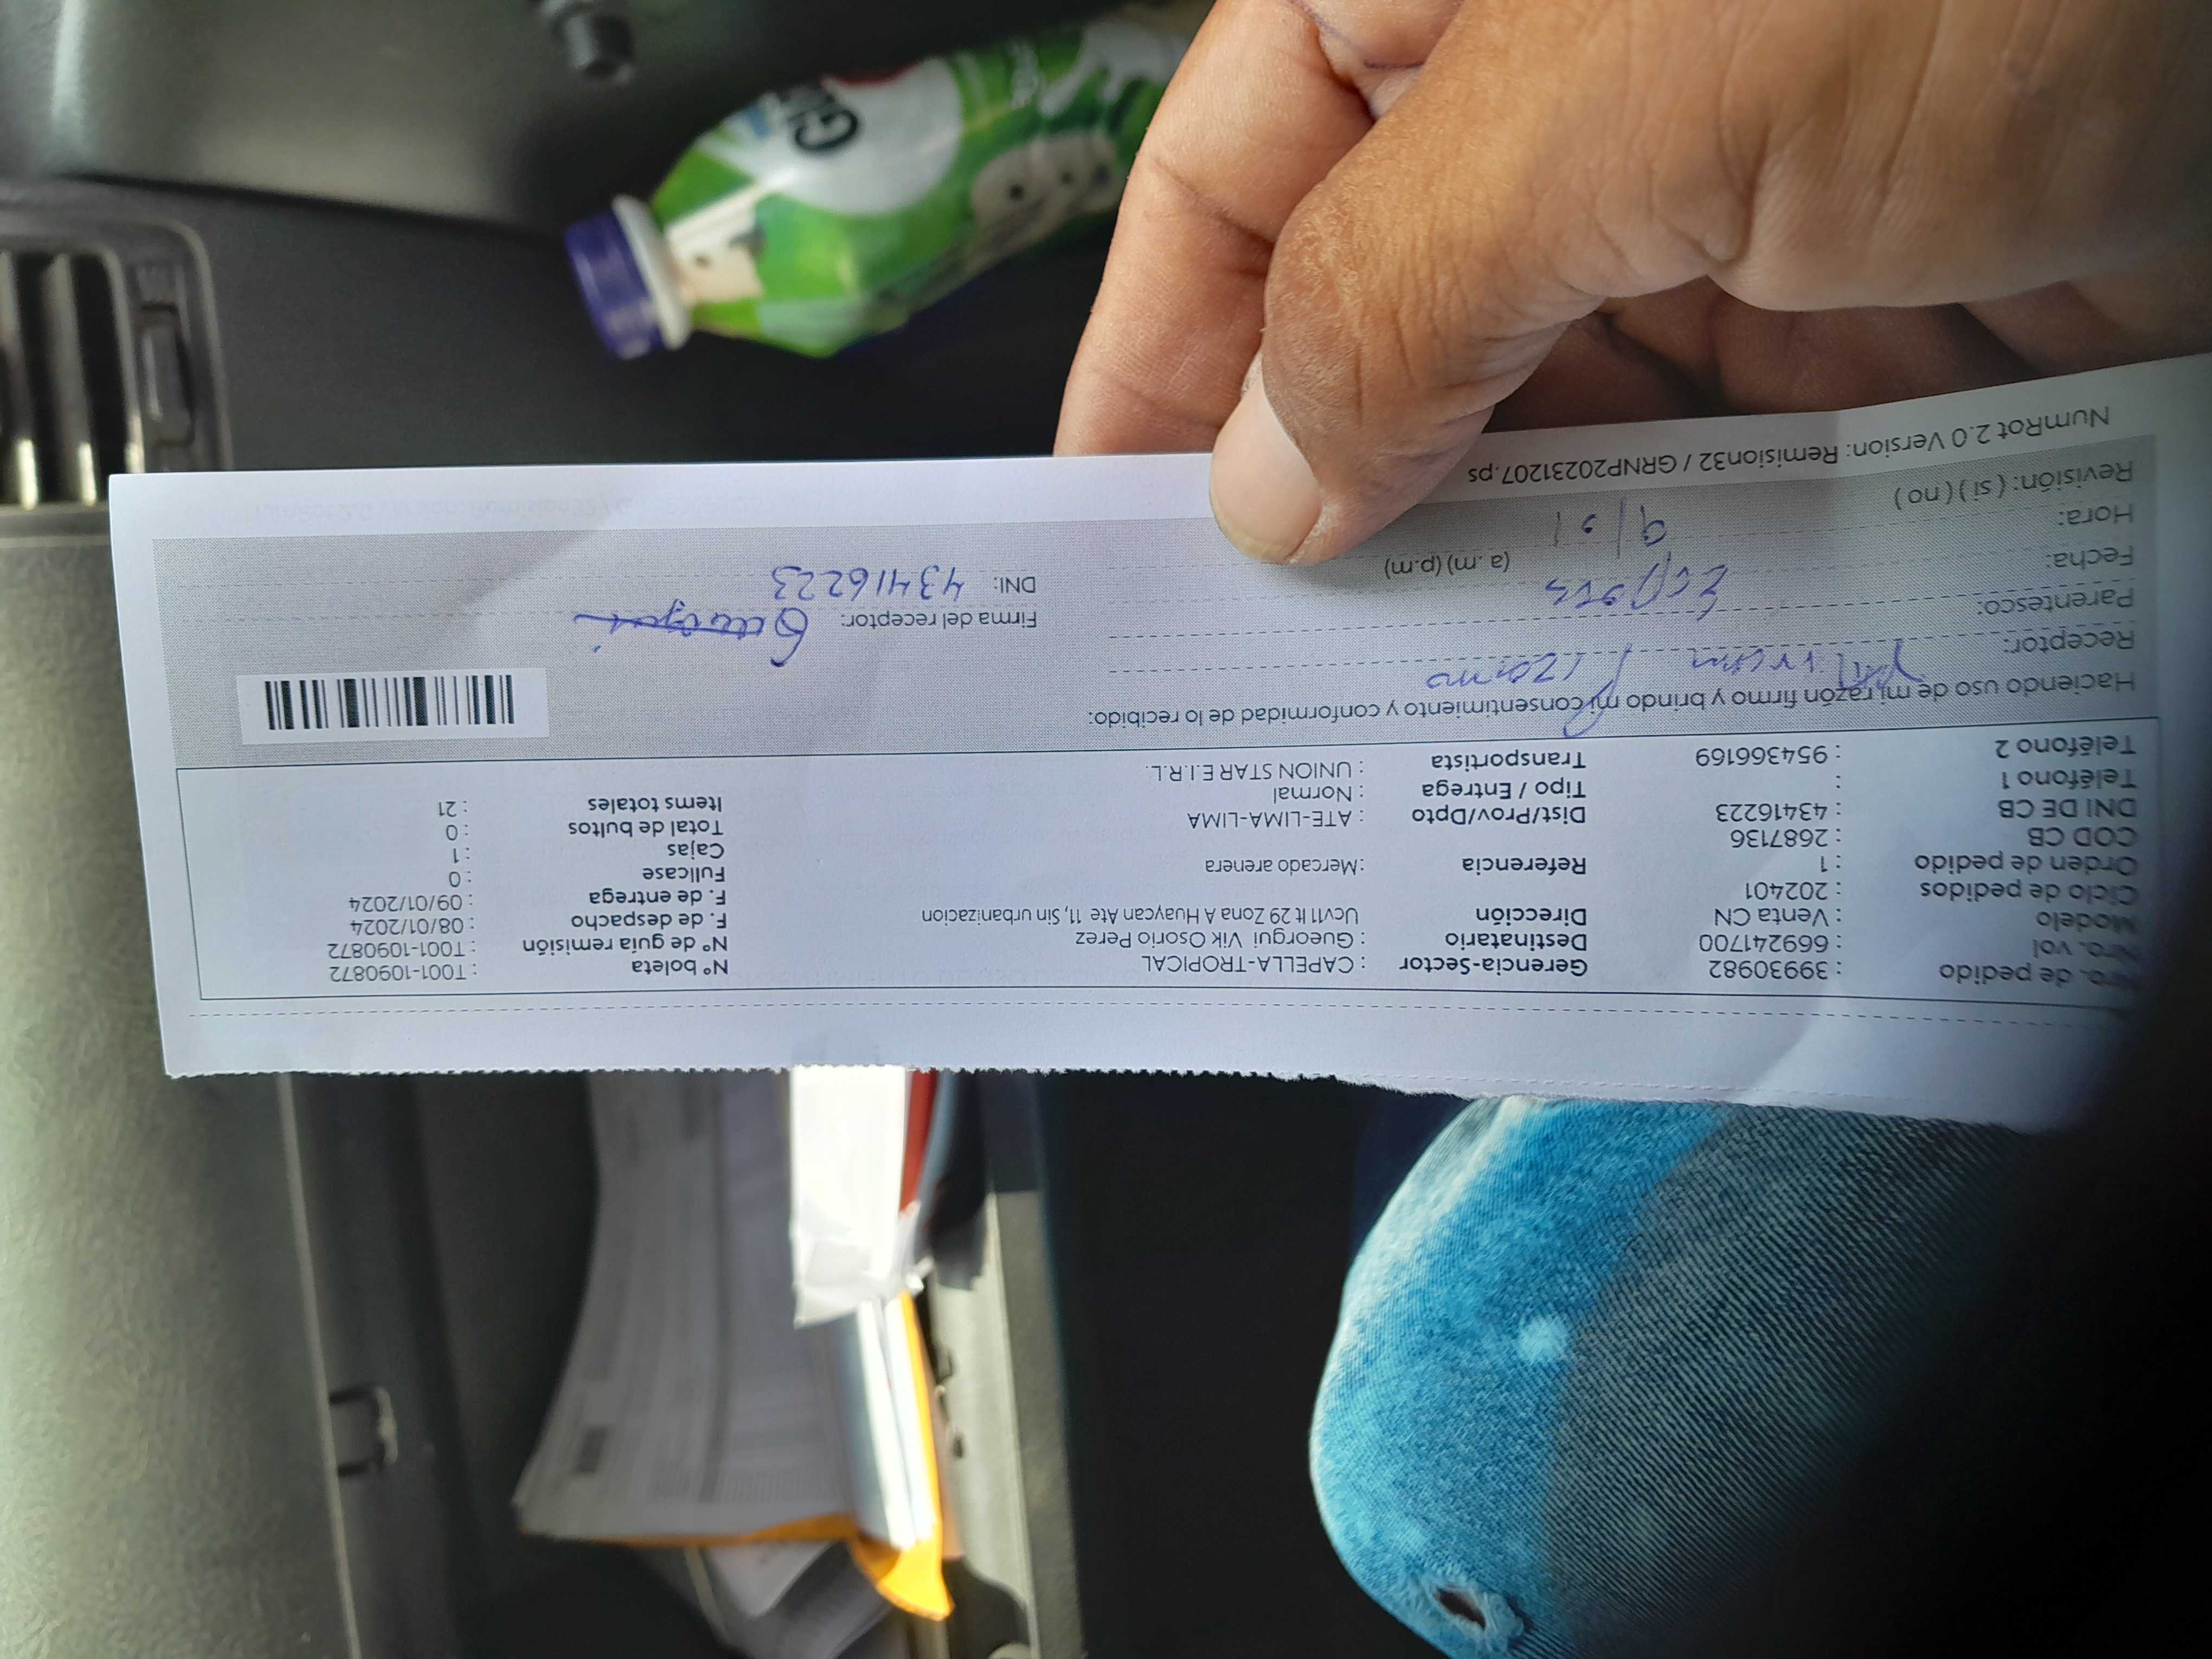 Nro. de pedido : 39930982 Gerencia-Sector : CAPELLA-TROPICAL Nº boleta : T001-1090872
Nro. vol : 669241700 Destinatario : Gueorgui Vik Osorio Perez Nº de guía remisión : T001-1090872
Modelo : Venta CN Dirección Ucv11 lt 29 Zona A Huaycan Ate 11, Sin urbanizacion F. de despacho : 08/01/2024
Ciclo de pedidos : 202401 F. de entrega : 09/01/2024
Orden de pedido : 1 Referencia :Mercado arenera Fullcase : 0
COD CB : 2687136 Cajas : 1
DNI DE CB : 43416223 Dist/Prov/Dpto : ATE-LIMA-LIMA Total de bultos : 0
Teléfono 1 : Tipo / Entrega : Normal Items totales : 21
Teléfono 2 : 954366169 Transportista : UNION STAR E.I.R.L.
Haciendo uso de mi razón firmo y brindo mi consentimiento y conformidad de lo recibido:
Receptor:
Parentesco: Firma del receptor:
Fecha: DNI: 43416223
Hora: (a. m) (p.m)
Revisión: ( si ) ( no )
NumRot 2.0 Version: Remision32 / GRNP20231207.ps